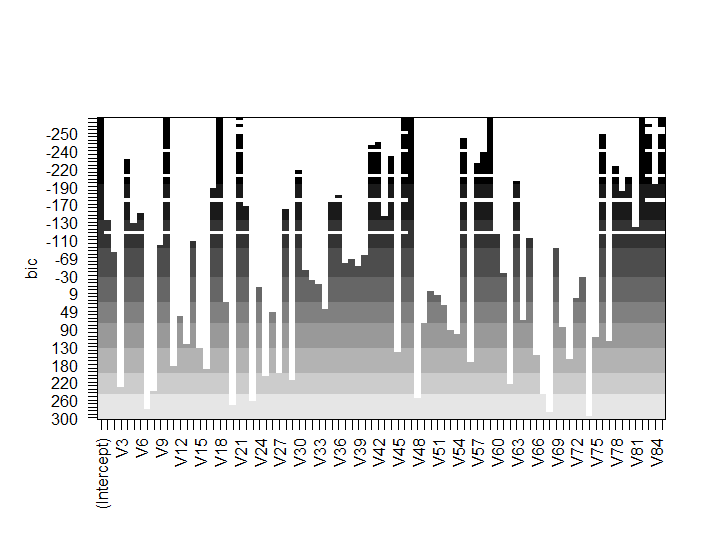 bic
-250
-240
-220
-190
-170
-130
-110
-69
-30
9
49
90
130
180
220
260
300
(Intercept)
V3
V6
V9
V12
V15
V18
V21
V24
V27
V30
V33
V36
V39
V42
V45
V48
V51
V54
V57
V60
V63
V66
V69
V72
V75
V78
V81
V84